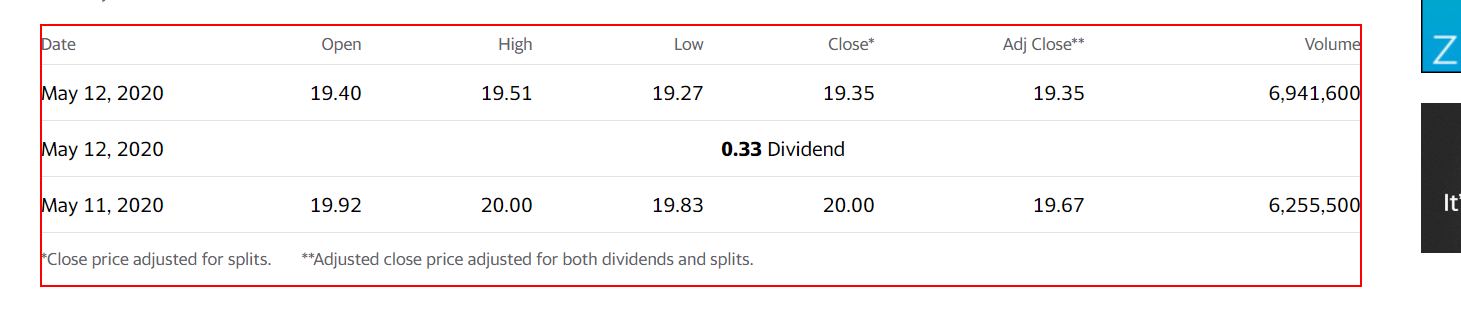 Date Open High Low Close* Adj Close** Volume
May 12, 2020 19.40 19.51 19.27 19.35 19.35 6,941,600
May 12, 2020 0.33 Dividend
May 11, 2020 19.92 20.00 19.83 20.00 19.67 6,255,500
*Close price adjusted for splits. **Adjusted close price adjusted for both dividends and splits.
Z
It'